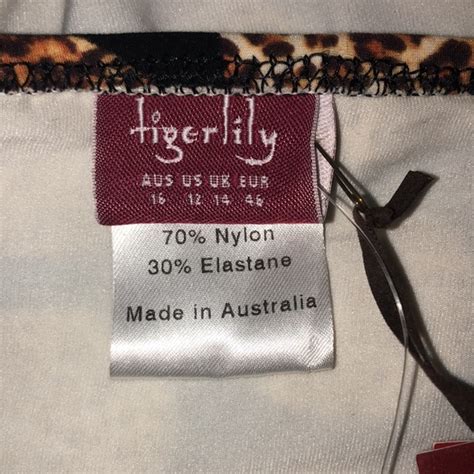 tigerlily
AUS US UK EUR
16 12 14 46
70% Nylon
30% Elastane
Made in Australia